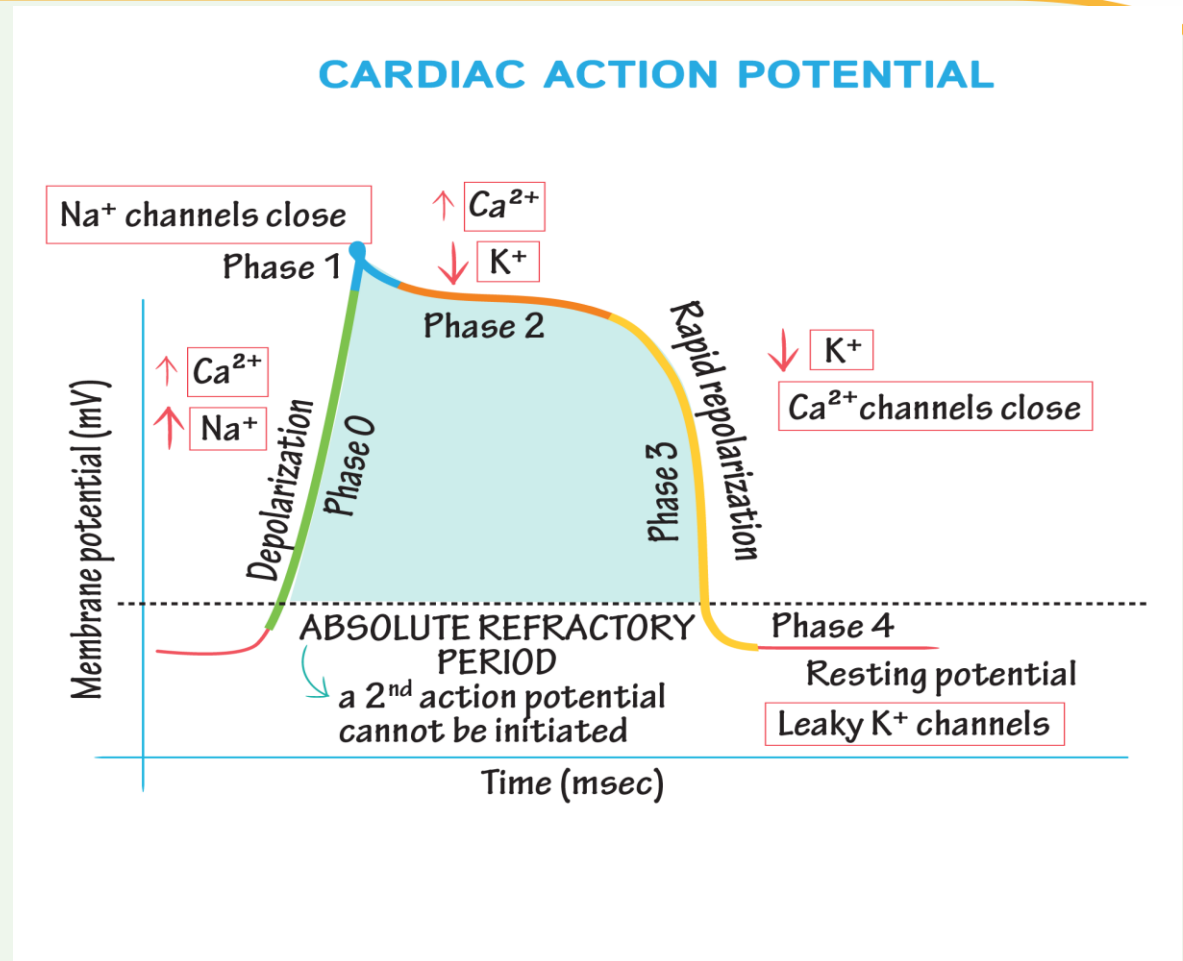 CARDIAC ACTION POTENTIAL
Na⁺ channels close
Phase 1
↑ Ca²⁺
↓ K⁺
Phase 2
↑ Ca²⁺
↑ Na⁺
Depolarization
Phase 0
Phase 3
Rapid repolarization
↓ K⁺
Ca²⁺ channels close
Membrane potential (mV)
ABSOLUTE REFRACTORY
PERIOD
a 2ⁿᵈ action potential
cannot be initiated
Phase 4
Resting potential
Leaky K⁺ channels
Time (msec)